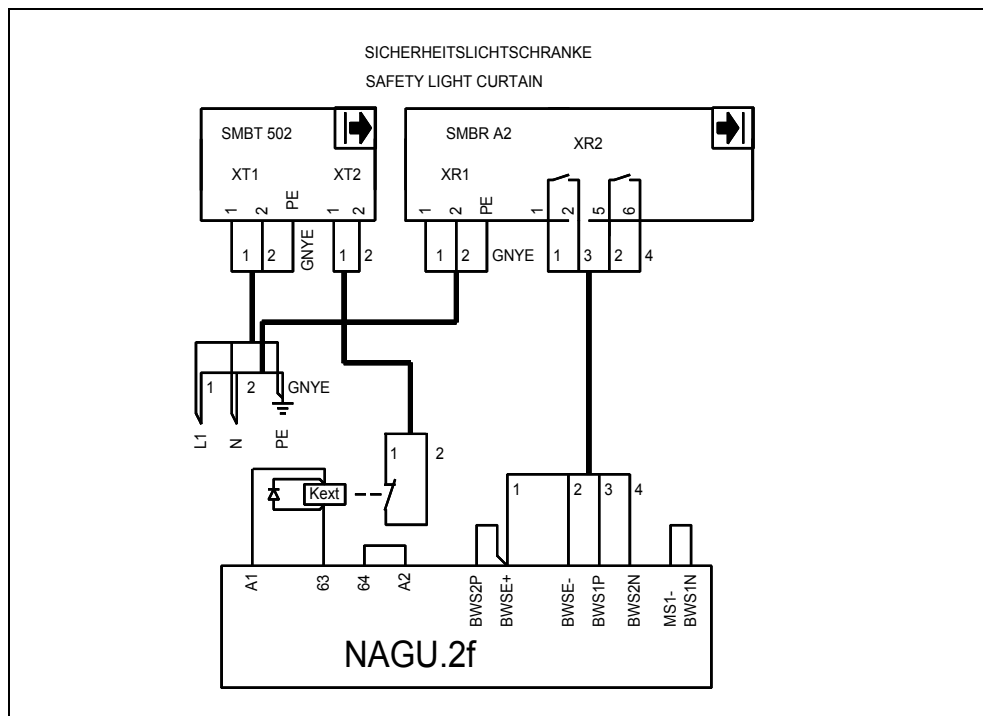 SICHERHEITSLICHTSCHRANKE
SAFETY LIGHT CURTAIN
SMBT 502
SMBR A2
XR2
XT1
XT2
XR1
1
2
PE
1
2
1
2
PE
1
2
5
6
1
2
GNYE
1
2
1
2
GNYE
1
3
2
4
1
2
GNYE
L1
N
PE
1
2
Kext
1
2
3
4
A1
63
64
A2
BWS2P
BWSE+
BWSE-
BWS1P
BWS2N
MS1-
BWS1N
NAGU.2f